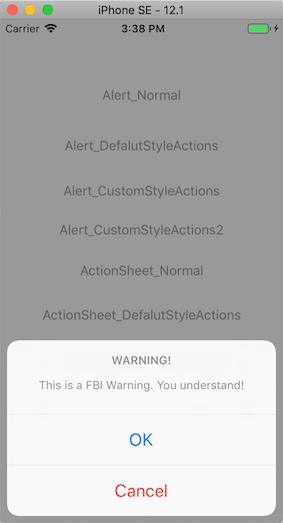 iPhone SE - 12.1
Carrier 3:38 PM
Alert_Normal
Alert_DefalutStyleActions
Alert_CustomStyleActions
Alert_CustomStyleActions2
ActionSheet_Normal
ActionSheet_DefalutStyleActions
WARNING!
This is a FBI Warning. You understand!
OK
Cancel